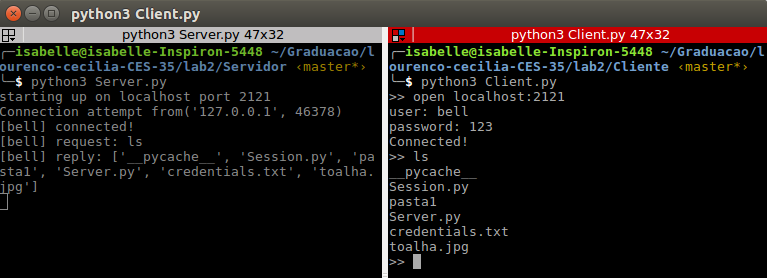 python3 Client.py
python3 Server.py 47x32
┌─isabelle@isabelle-Inspiron-5448 ~/Graduacao/l
ourenco-cecilia-CES-35/lab2/Servidor ‹master*›
└─$ python3 Server.py
starting up on localhost port 2121
Connection attempt from('127.0.0.1', 46378)
[bell] connected!
[bell] request: ls
[bell] reply: ['__pycache__', 'Session.py', 'pa
sta1', 'Server.py', 'credentials.txt', 'toalha.
jpg']
python3 Client.py 47x32
┌─isabelle@isabelle-Inspiron-5448 ~/Graduacao/l
ourenco-cecilia-CES-35/lab2/Cliente ‹master*›
└─$ python3 Client.py
>> open localhost:2121
user: bell
password: 123
Connected!
>> ls
__pycache__
Session.py
pasta1
Server.py
credentials.txt
toalha.jpg
>>